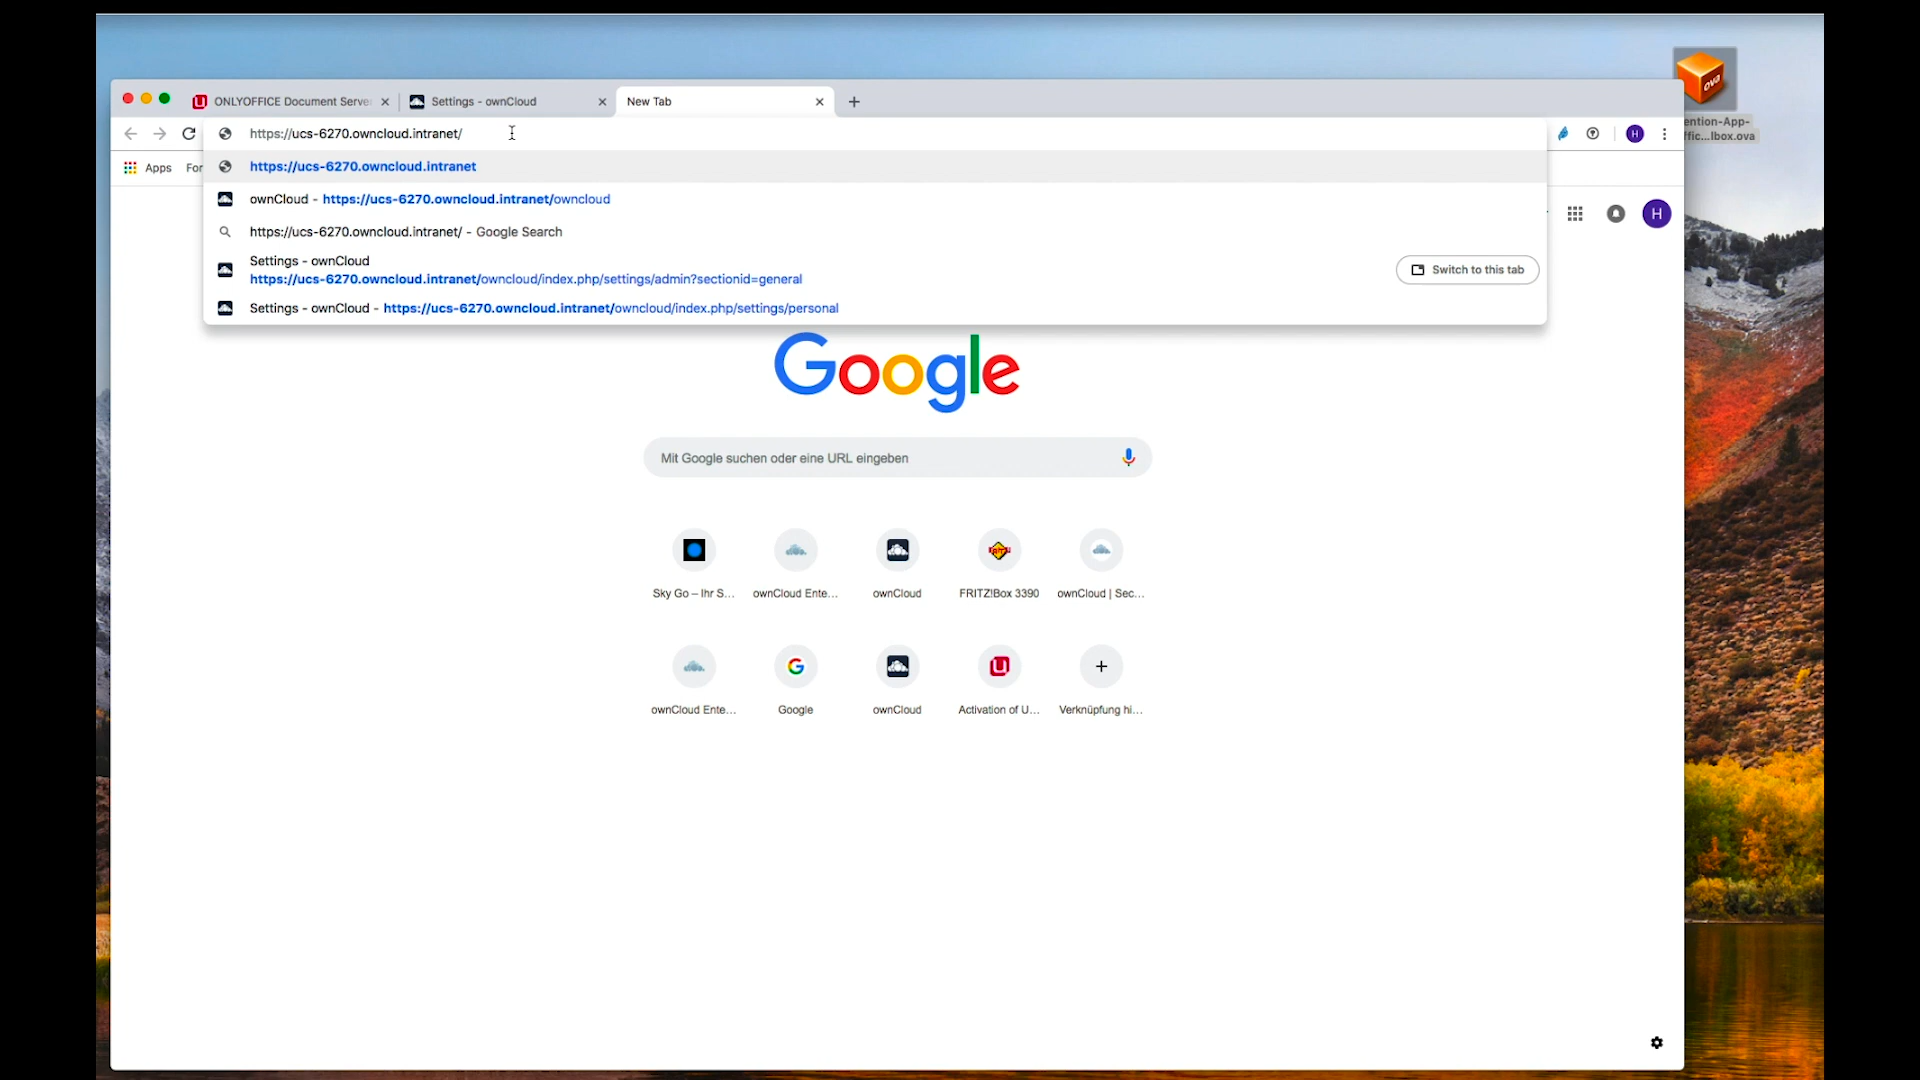 ova
ention-App-
ffic...lbox.ova
ONLYOFFICE Document Serve
Settings - ownCloud
New Tab
https://ucs-6270.owncloud.intranet/
H
Apps
For
https://ucs-6270.owncloud.intranet
ownCloud - https://ucs-6270.owncloud.intranet/owncloud
https://ucs-6270.owncloud.intranet/ - Google Search
Settings - ownCloud
https://ucs-6270.owncloud.intranet/owncloud/index.php/settings/admin?sectionid=general
Switch to this tab
Settings - ownCloud - https://ucs-6270.owncloud.intranet/owncloud/index.php/settings/personal
H
Google
Mit Google suchen oder eine URL eingeben
Sky Go – Ihr S...
ownCloud Ente...
ownCloud
FRITZ!Box 3390
ownCloud | Sec...
ownCloud Ente...
Google
ownCloud
Activation of U...
Verknüpfung hi...